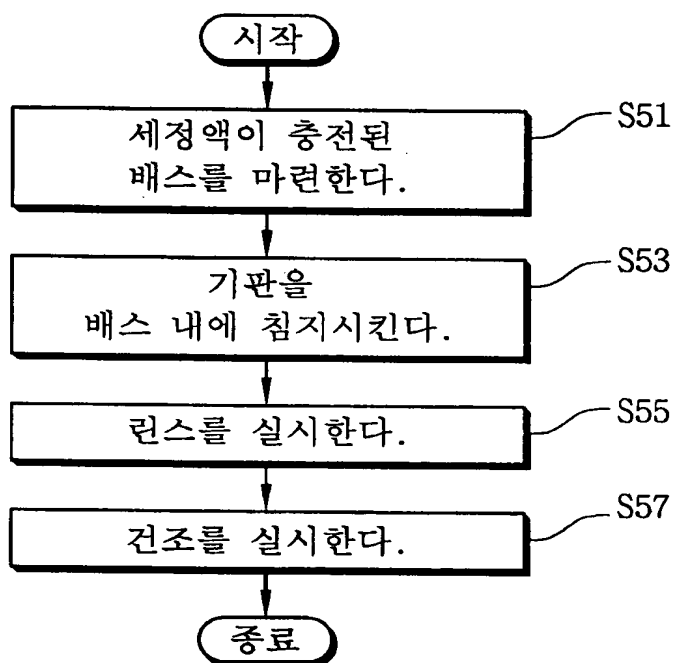 시작
세정액이 충전된
배스를 마련한다.
S51
기판을
배스 내에 침지시킨다.
S53
린스를 실시한다.
S55
건조를 실시한다.
S57
종료